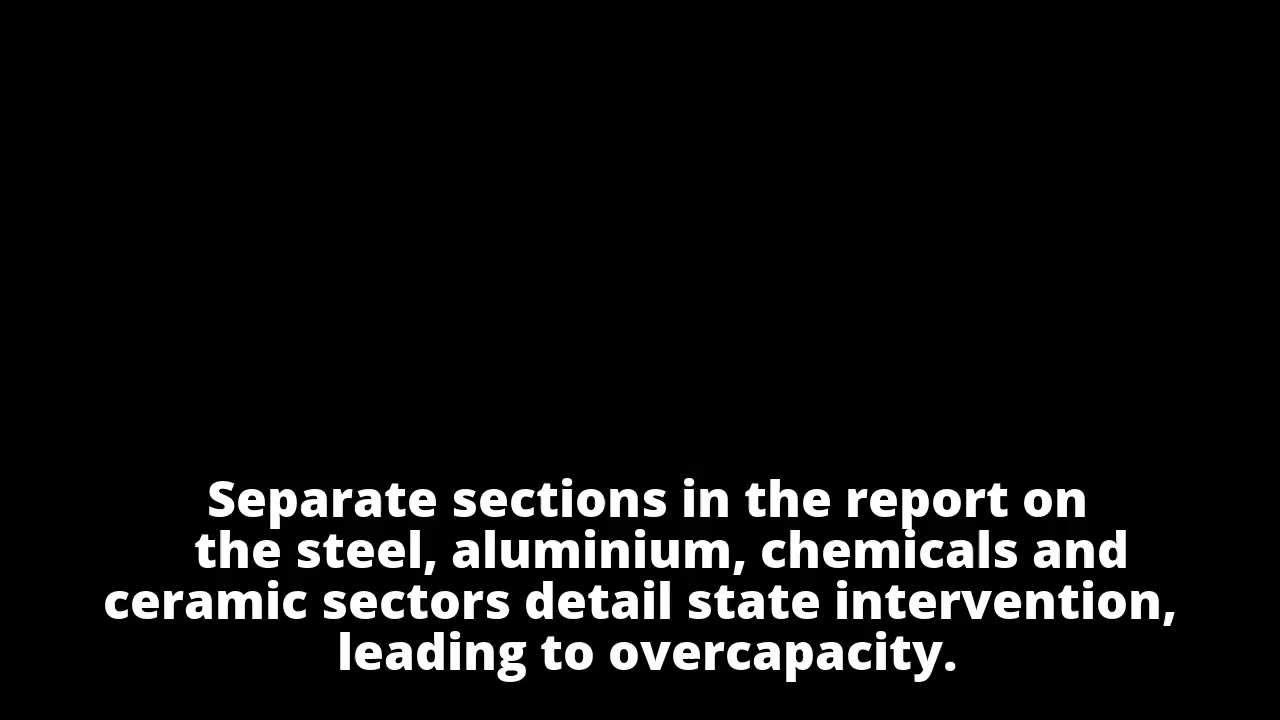 Separate sections in the report on
the steel, aluminium, chemicals and
ceramic sectors detail state intervention,
leading to overcapacity.